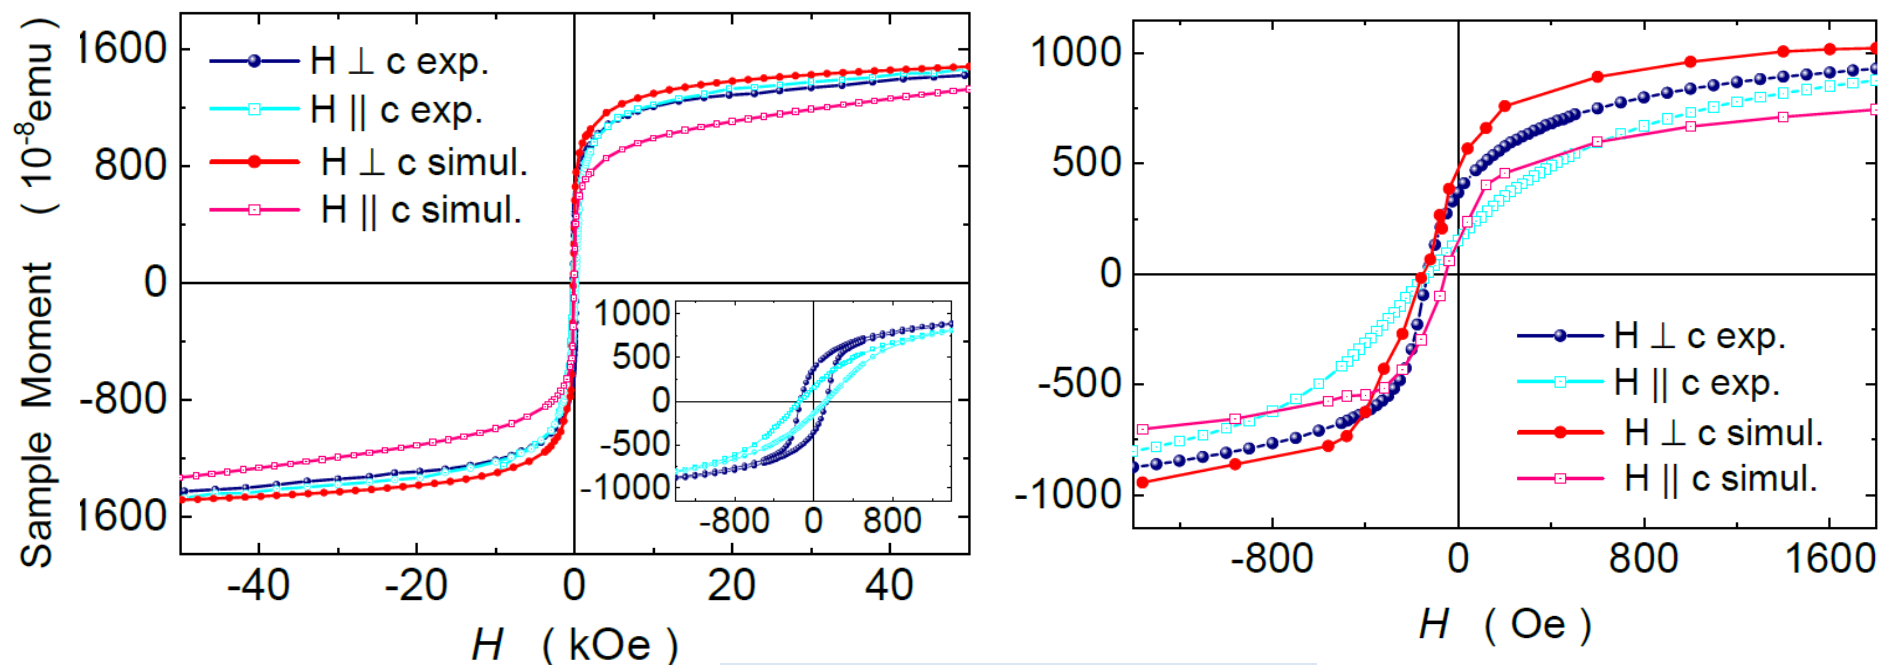 1600
800
0
-800
1600
Sample Moment ( 10⁻⁸emu )
H ⊥ c exp.
H || c exp.
H ⊥ c simul.
H || c simul.
1000
500
0
-500
-1000
-800 0 800
-40 -20 0 20 40
H ( kOe )
1000
500
0
-500
-1000
H ⊥ c exp.
H || c exp.
H ⊥ c simul.
H || c simul.
-800 0 800 1600
H ( Oe )